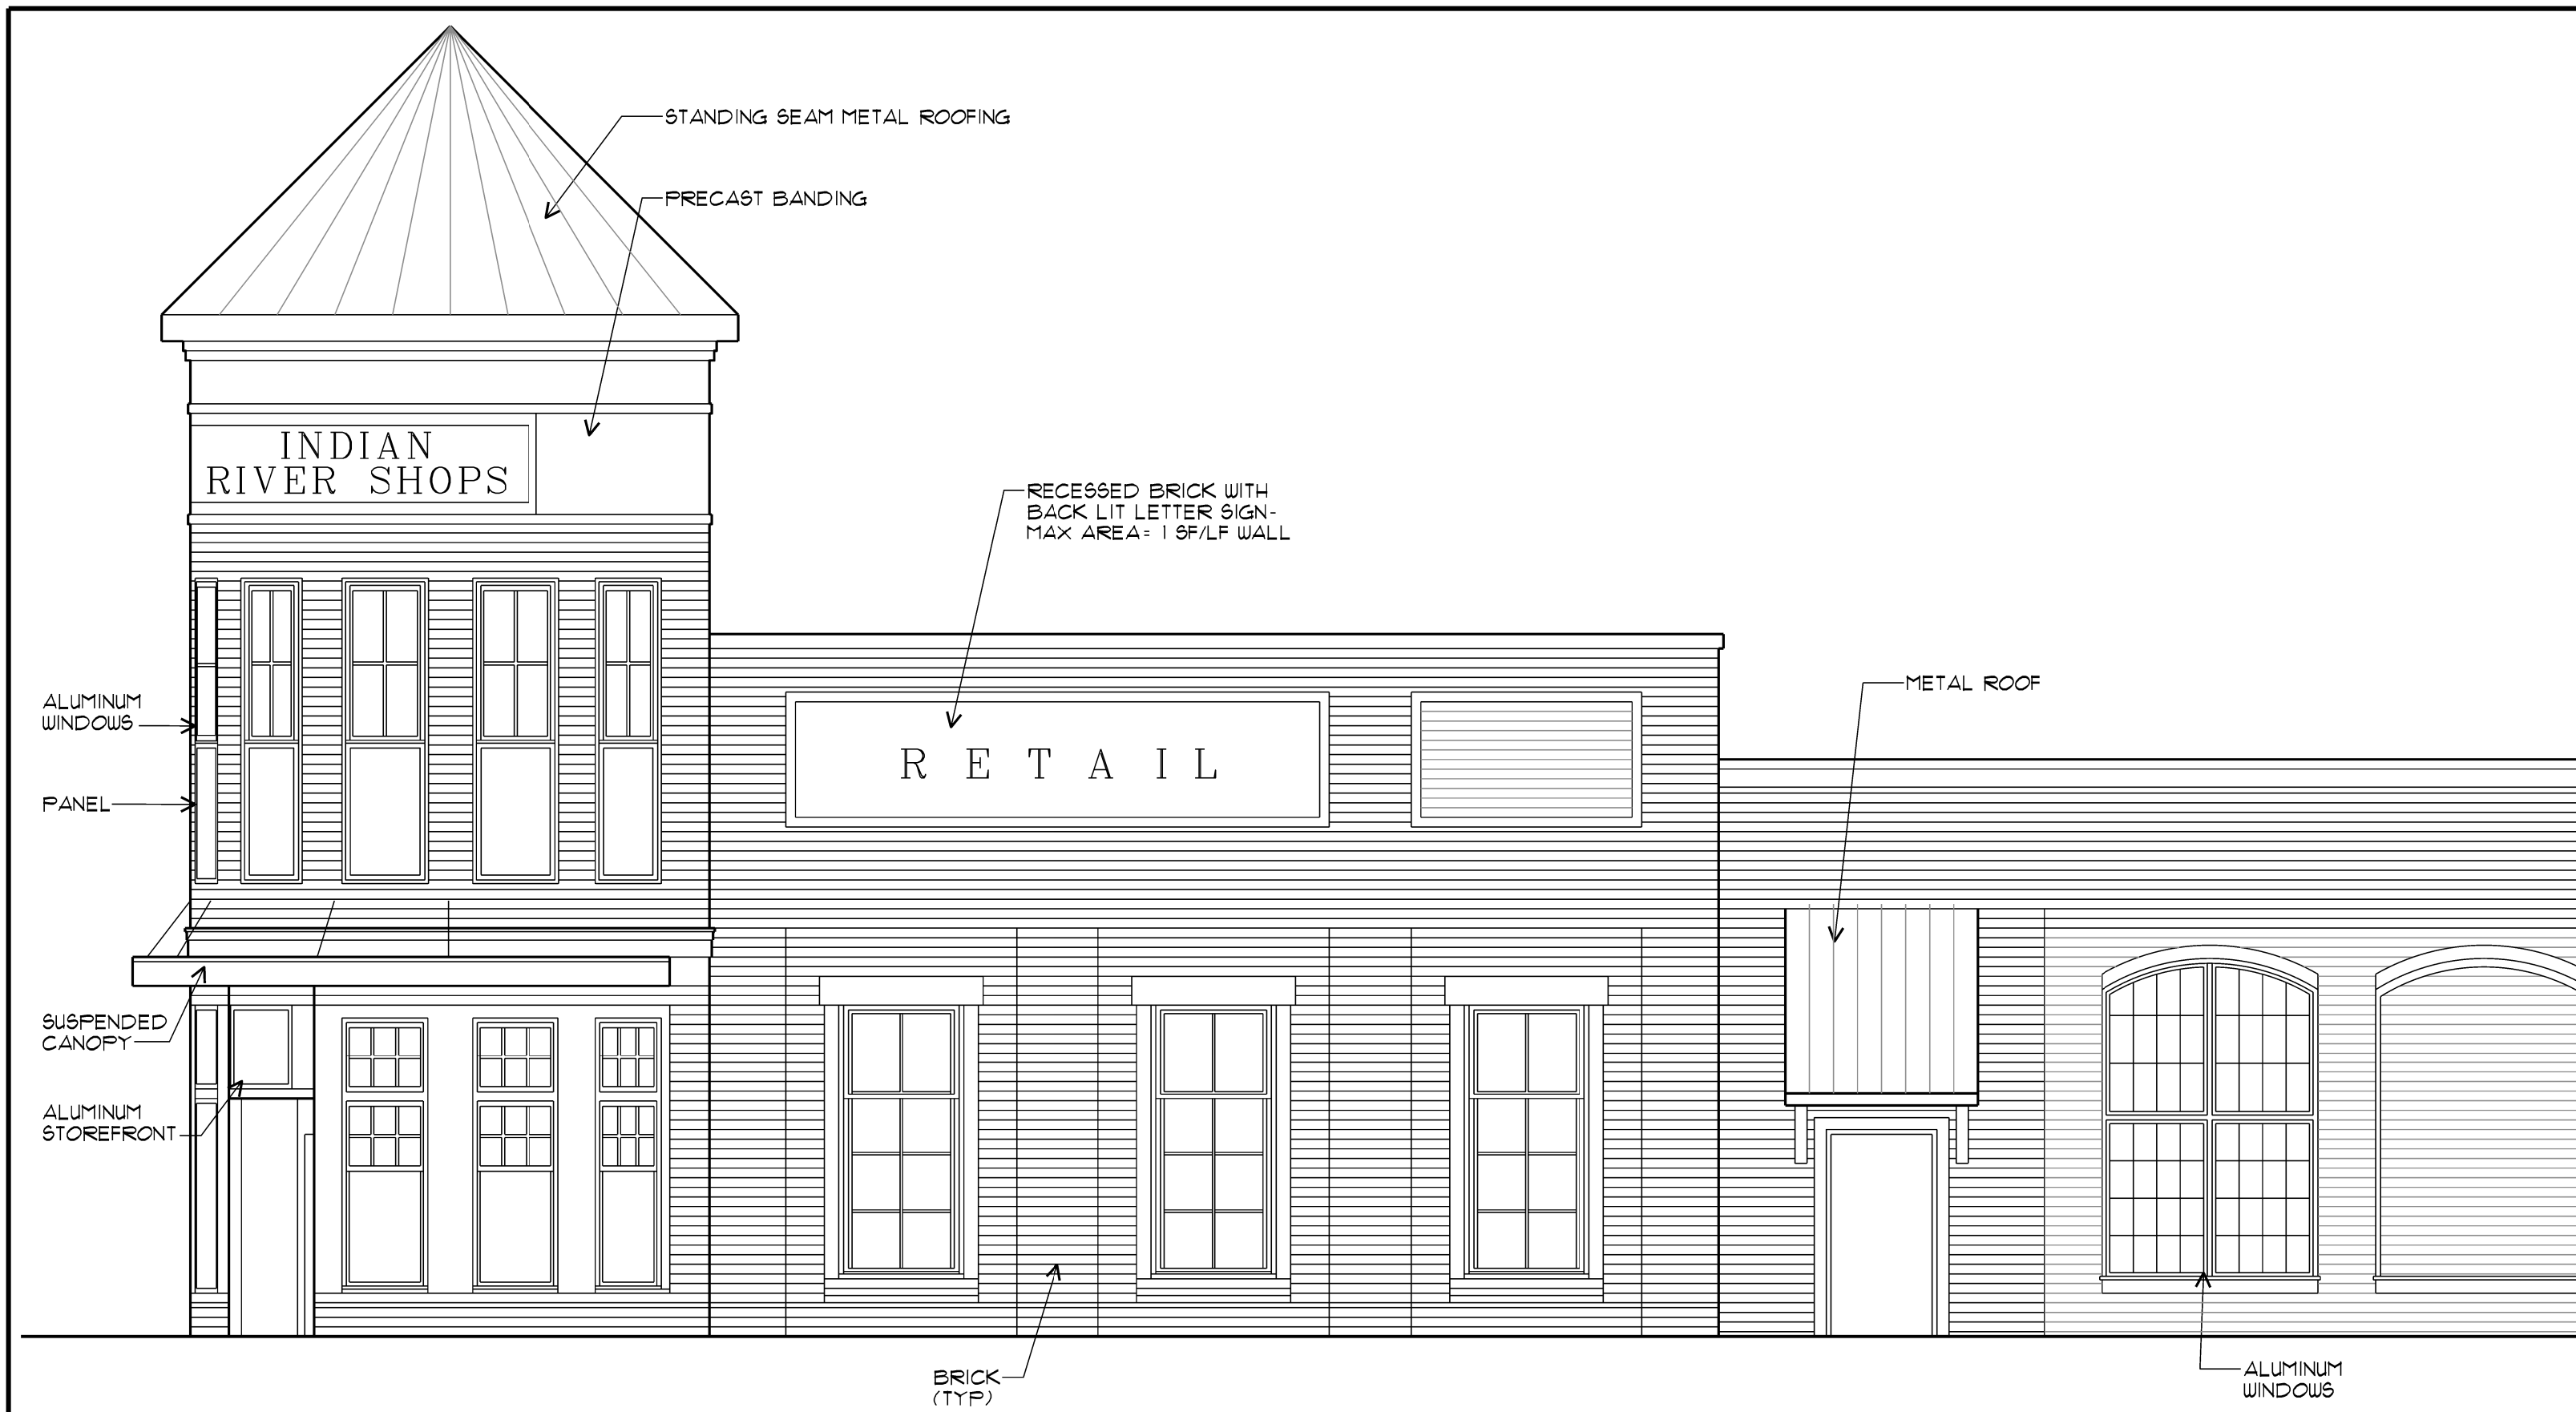 STANDING SEAM METAL ROOFING
PRECAST BANDING
INDIAN
RIVER SHOPS
RECESSED BRICK WITH
BACK LIT LETTER SIGN-
MAX AREA= 1 SF/LF WALL
METAL ROOF
ALUMINUM
WINDOWS
RETAIL
PANEL
SUSPENDED
CANOPY
ALUMINUM
STOREFRONT
BRICK
(TYP)
ALUMINUM
WINDOWS